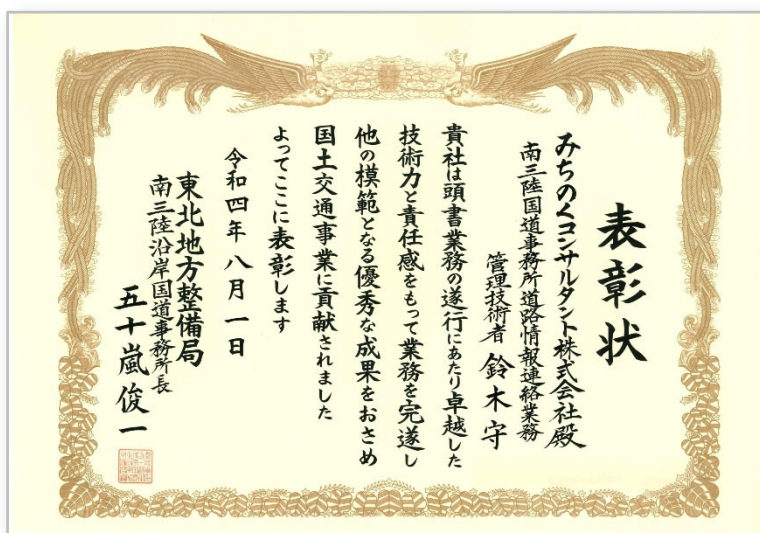 表彰状
みちのくコンサルタント株式会社殿
南三陸国道事務所道路情報連絡業務
管理技術者 鈴木守
貴社は頭書業務の遂行にあたり卓越した
技術力と責任感をもって業務を完遂し
他の模範となる優秀な成果をおさめ
国土交通事業に貢献されました
よってここに表彰します
令和四年八月一日
東北地方整備局
南三陸沿岸国道事務所長
五十嵐俊一